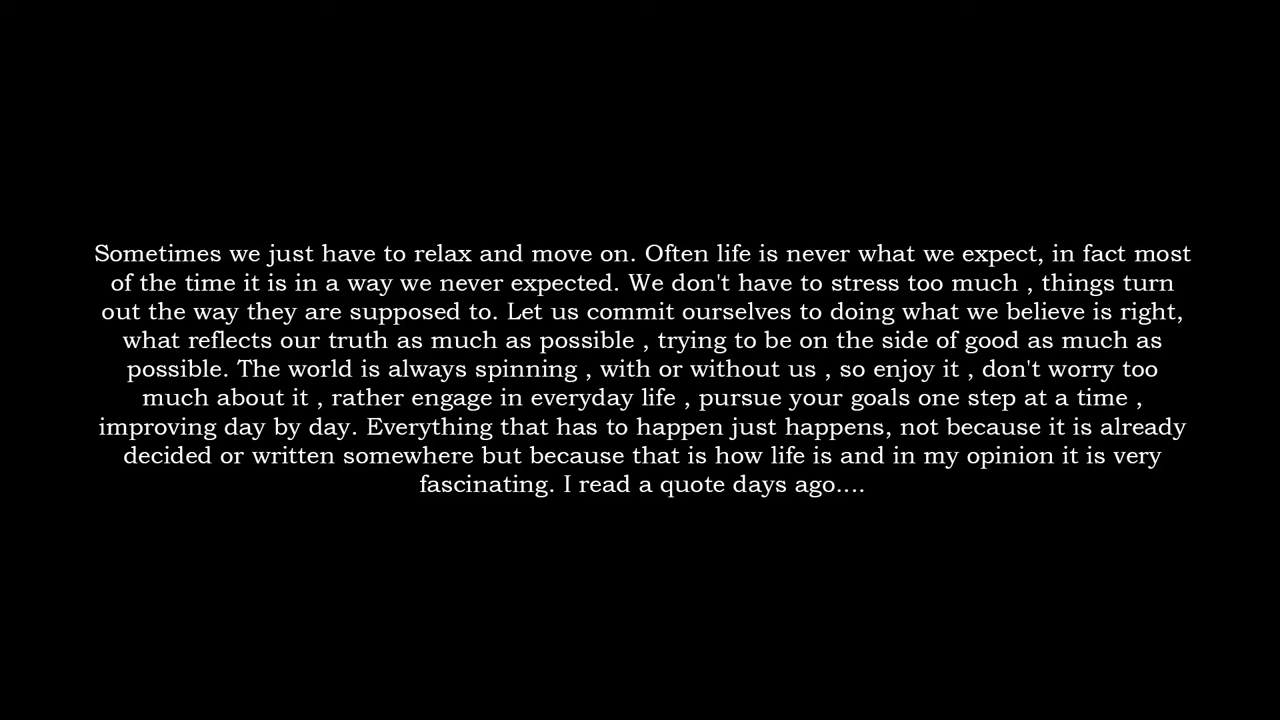 Sometimes we just have to relax and move on. Often life is never what we expect, in fact most
of the time it is in a way we never expected. We don't have to stress too much , things turn
out the way they are supposed to. Let us commit ourselves to doing what we believe is right,
what reflects our truth as much as possible , trying to be on the side of good as much as
possible. The world is always spinning , with or without us , so enjoy it , don't worry too
much about it , rather engage in everyday life , pursue your goals one step at a time ,
improving day by day. Everything that has to happen just happens, not because it is already
decided or written somewhere but because that is how life is and in my opinion it is very
fascinating. I read a quote days ago....